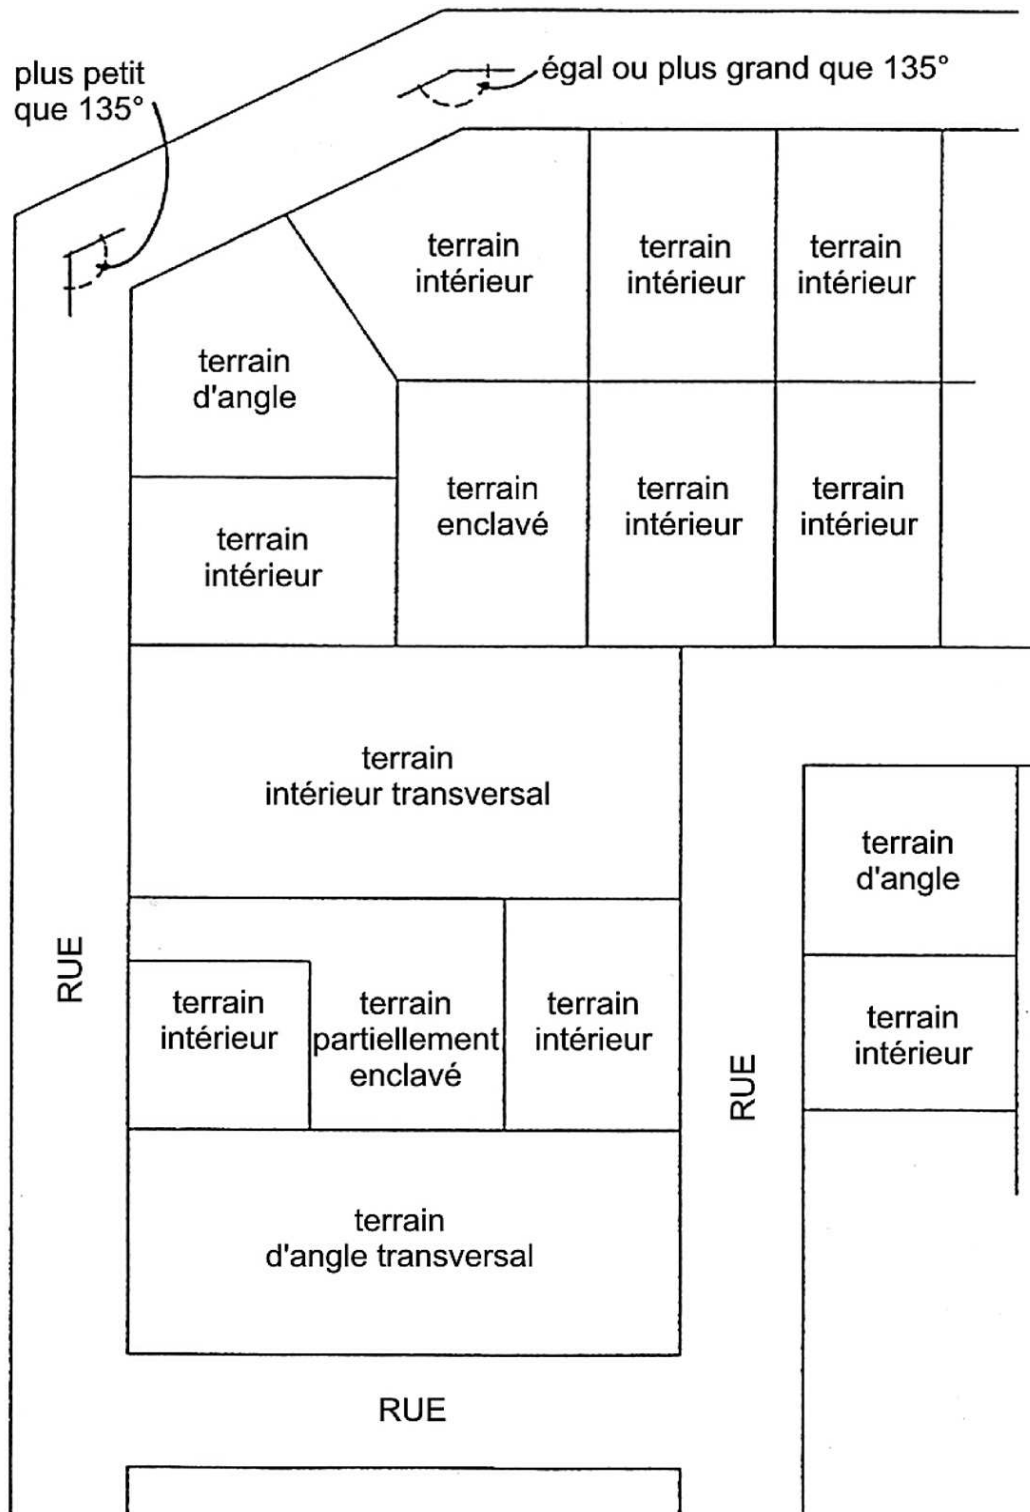 plus petit
que 135°
égal ou plus grand que 135°
terrain
intérieur
terrain
intérieur
terrain
intérieur
terrain
d'angle
terrain
enclavé
terrain
intérieur
terrain
intérieur
terrain
intérieur
terrain
intérieur transversal
terrain
d'angle
RUE
terrain
intérieur
terrain
partiellement
enclavé
terrain
intérieur
terrain
intérieur
RUE
terrain
d'angle transversal
RUE